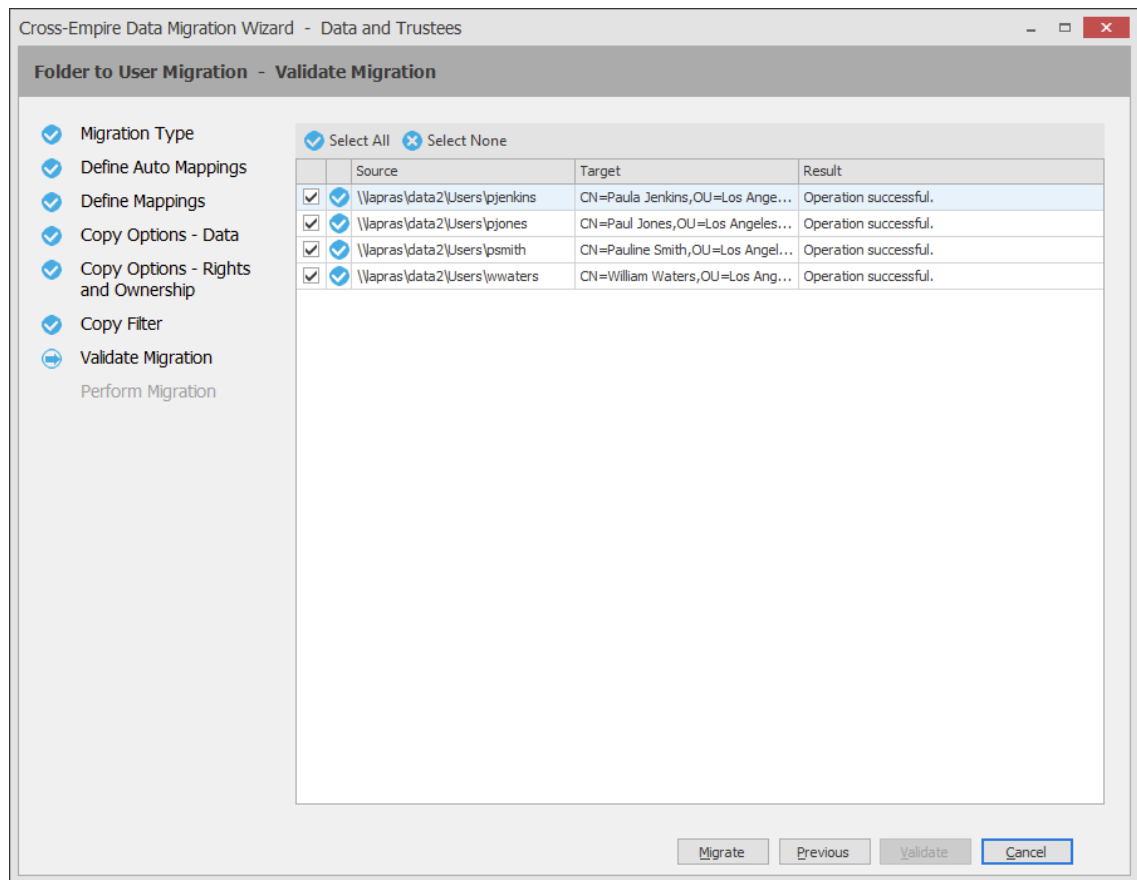 Cross-Empire Data Migration Wizard - Data and Trustees
Folder to User Migration - Validate Migration
Migration Type
Define Auto Mappings
Define Mappings
Copy Options - Data
Copy Options - Rights
and Ownership
Copy Filter
Validate Migration
Perform Migration
Select All Select None
Source Target Result
\\lapras\data2\Users\pjenkins CN=Paula Jenkins,OU=Los Ange... Operation successful.
\\lapras\data2\Users\pjones CN=Paul Jones,OU=Los Angeles... Operation successful.
\\lapras\data2\Users\psmith CN=Pauline Smith,OU=Los Angel... Operation successful.
\\lapras\data2\Users\wwaters CN=William Waters,OU=Los Ang... Operation successful.
Migrate Previous Validate Cancel